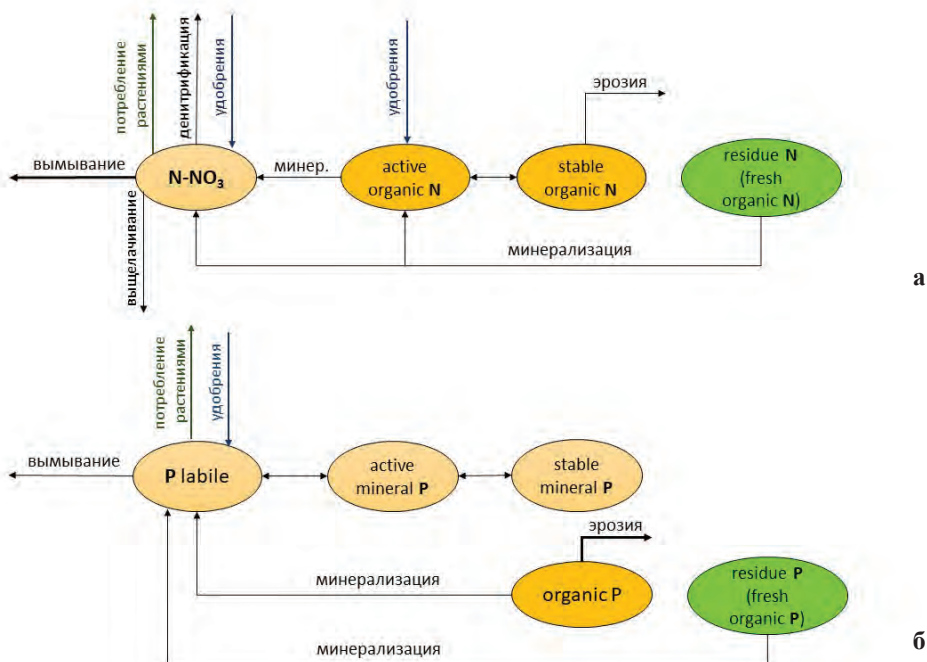 потребление
растениями
денитрификация
удобрения
удобрения
эрозия
вымывание
N-NO₃
минер.
active
organic N
stable
organic N
residue N
(fresh
organic N)
минерализация
выщелачивание
а
потребление
растениями
удобрения
вымывание
P labile
active
mineral P
stable
mineral P
эрозия
минерализация
organic P
residue P
(fresh
organic P)
минерализация
б